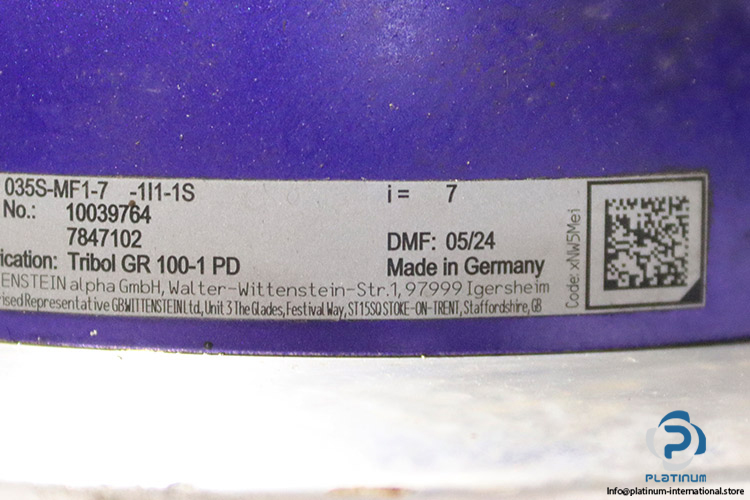 035S-MF1-7 -1I1-1S i = 7
No.: 10039764
7847102 DMF: 05/24
ication: Tribol GR 100-1 PD Made in Germany
ENSTEIN alpha GmbH, Walter-Wittenstein-Str.1, 97999 Igersheim
ised Representative GB:WITTENSTEIN Ltd, Unit 3 The Glades, Festival Way, ST15SQ STOKE-ON-TRENT, Staffordshire, GB
Code: xNW5Mei
PLATINUM
Info@platinum-international.store